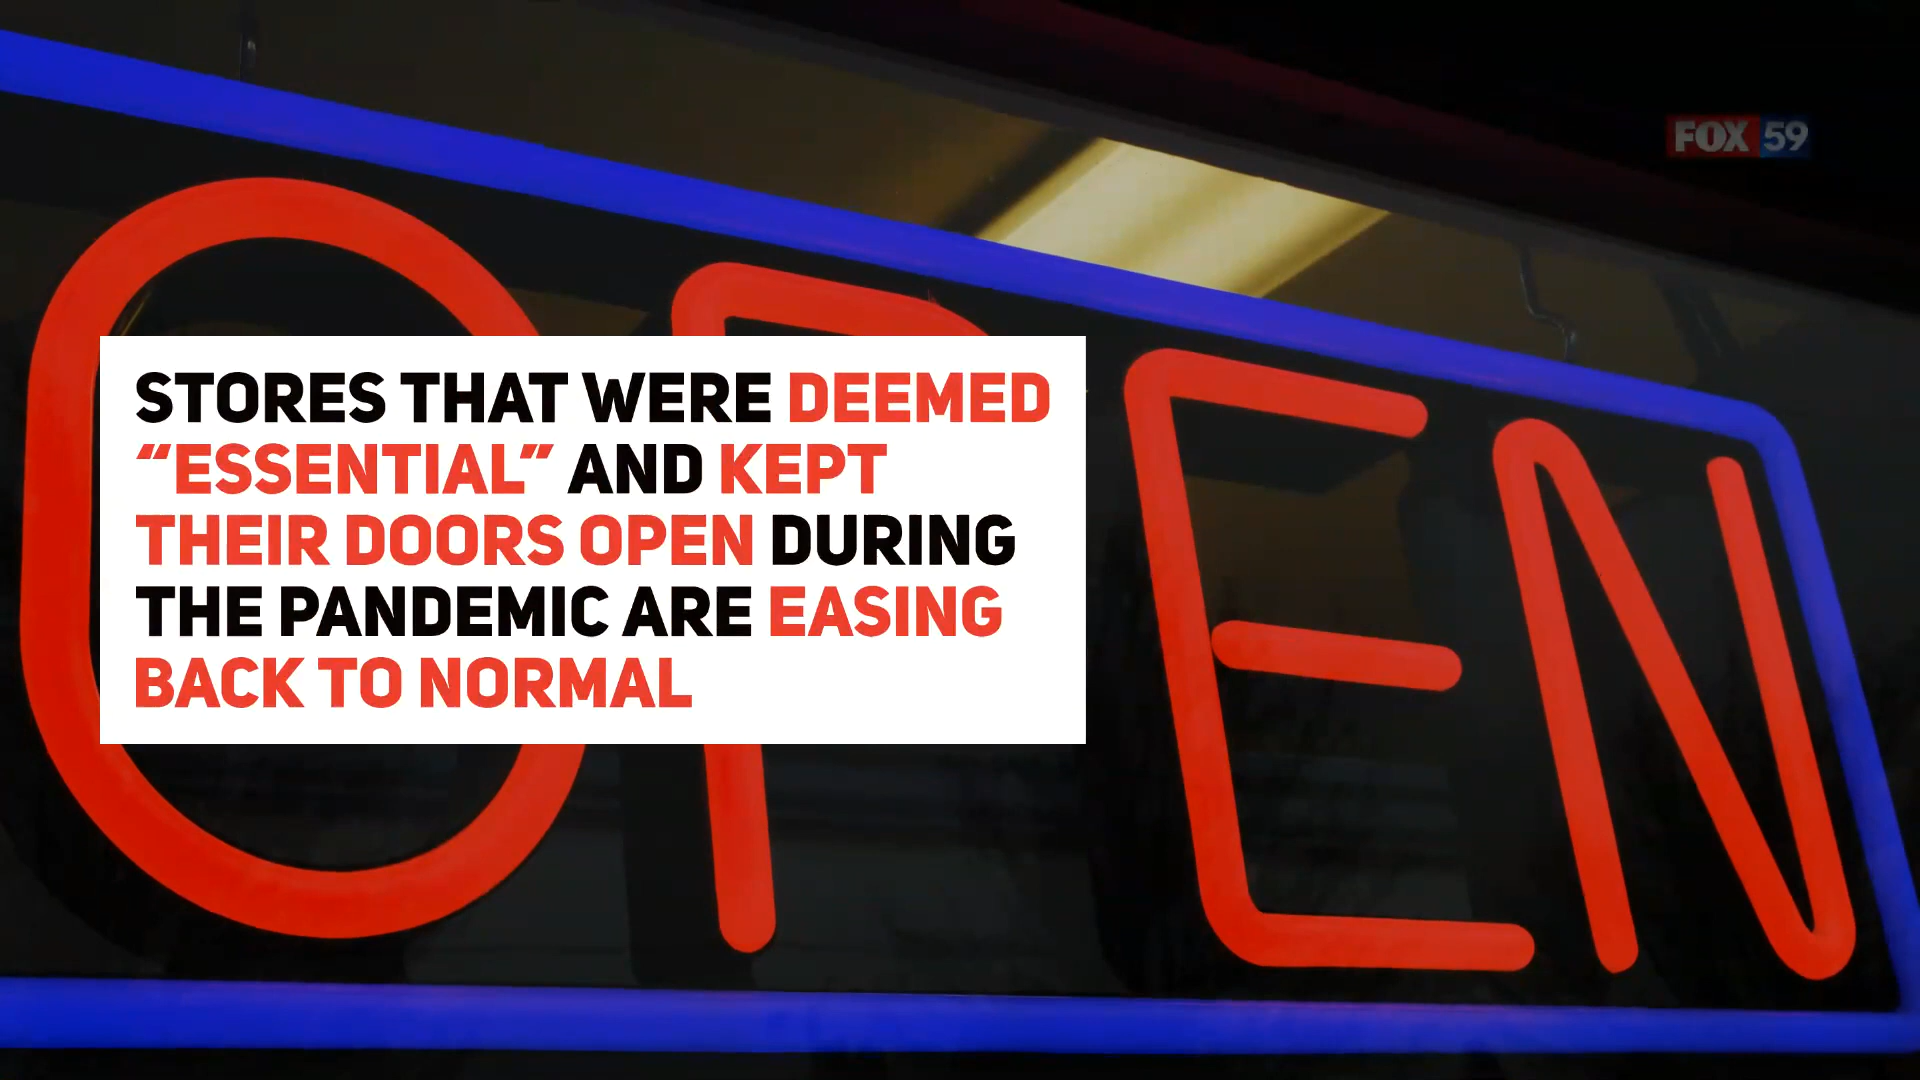 FOX 59
STORES THAT WERE DEEMED
“ESSENTIAL” AND KEPT
THEIR DOORS OPEN DURING
THE PANDEMIC ARE EASING
BACK TO NORMAL
OPEN